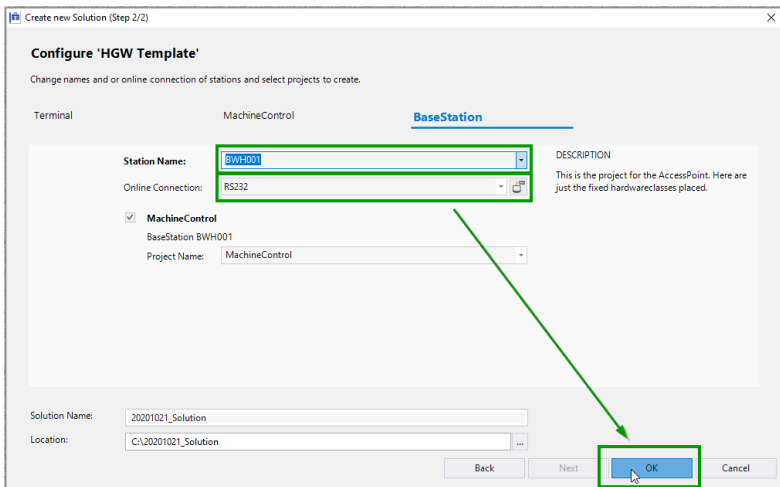 Create new Solution (Step 2/2)
Configure 'HGW Template'
Change names and or online connection of stations and select projects to create.
Terminal MachineControl BaseStation
Station Name: BWH001
Online Connection: RS232
MachineControl
BaseStation BWH001
Project Name: MachineControl
DESCRIPTION
This is the project for the AccessPoint. Here are
just the fixed hardwareclasses placed.
Solution Name: 20201021_Solution
Location: C:\20201021_Solution ...
Back Next OK Cancel